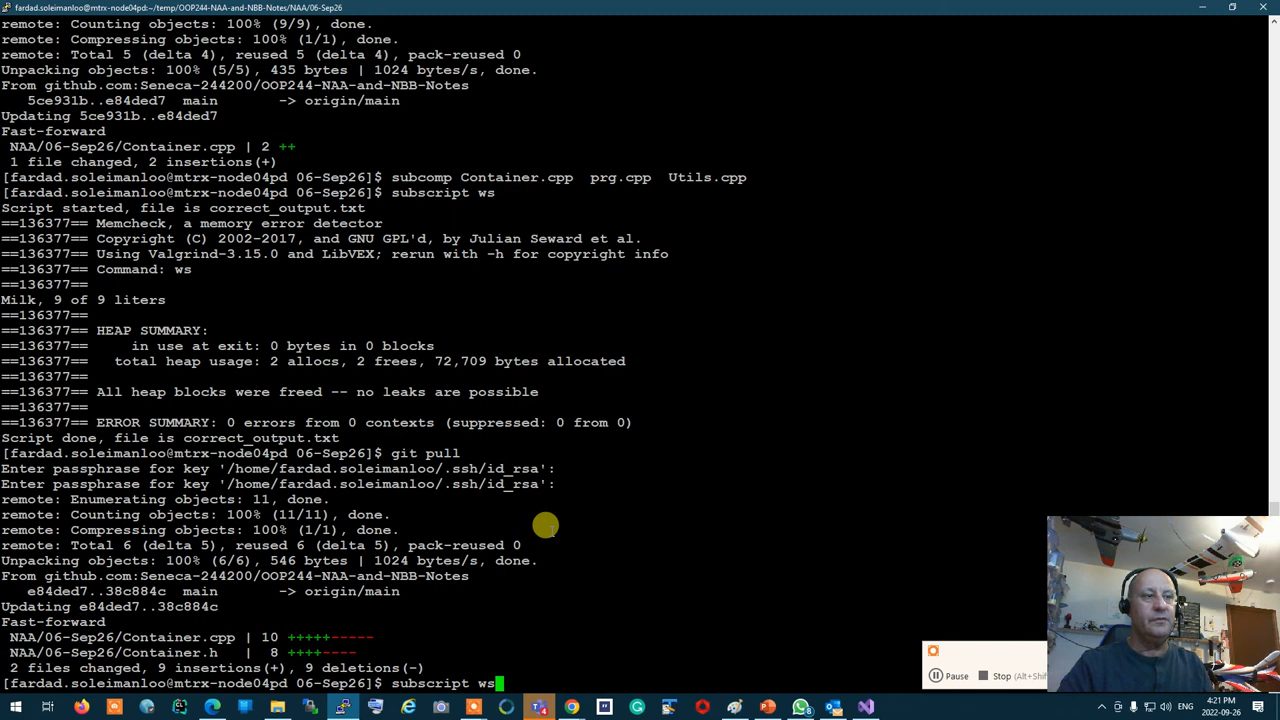 fardad.soleimanloo@mtrx-node04pd:~/temp/OOP244-NAA-and-NBB-Notes/NAA/06-Sep26
remote: Counting objects: 100% (9/9), done.
remote: Compressing objects: 100% (1/1), done.
remote: Total 5 (delta 4), reused 5 (delta 4), pack-reused 0
Unpacking objects: 100% (5/5), 435 bytes | 1024 bytes/s, done.
From github.com:Seneca-244200/OOP244-NAA-and-NBB-Notes
   5ce931b..e84ded7  main       -> origin/main
Updating 5ce931b..e84ded7
Fast-forward
 NAA/06-Sep26/Container.cpp | 2 ++
 1 file changed, 2 insertions(+)
[fardad.soleimanloo@mtrx-node04pd 06-Sep26]$ subcomp Container.cpp  prg.cpp  Utils.cpp
[fardad.soleimanloo@mtrx-node04pd 06-Sep26]$ subscript ws
Script started, file is correct_output.txt
==136377== Memcheck, a memory error detector
==136377== Copyright (C) 2002-2017, and GNU GPL'd, by Julian Seward et al.
==136377== Using Valgrind-3.15.0 and LibVEX; rerun with -h for copyright info
==136377== Command: ws
==136377==
Milk, 9 of 9 liters
==136377==
==136377== HEAP SUMMARY:
==136377==     in use at exit: 0 bytes in 0 blocks
==136377==   total heap usage: 2 allocs, 2 frees, 72,709 bytes allocated
==136377==
==136377== All heap blocks were freed -- no leaks are possible
==136377==
==136377== ERROR SUMMARY: 0 errors from 0 contexts (suppressed: 0 from 0)
Script done, file is correct_output.txt
[fardad.soleimanloo@mtrx-node04pd 06-Sep26]$ git pull
Enter passphrase for key '/home/fardad.soleimanloo/.ssh/id_rsa':
Enter passphrase for key '/home/fardad.soleimanloo/.ssh/id_rsa':
remote: Enumerating objects: 11, done.
remote: Counting objects: 100% (11/11), done.
remote: Compressing objects: 100% (1/1), done.
remote: Total 6 (delta 5), reused 6 (delta 5), pack-reused 0
Unpacking objects: 100% (6/6), 546 bytes | 1024 bytes/s, done.
From github.com:Seneca-244200/OOP244-NAA-and-NBB-Notes
   e84ded7..38c884c  main       -> origin/main
Updating e84ded7..38c884c
Fast-forward
 NAA/06-Sep26/Container.cpp | 10 +++++-----
 NAA/06-Sep26/Container.h   |  8 ++++----
 2 files changed, 9 insertions(+), 9 deletions(-)
[fardad.soleimanloo@mtrx-node04pd 06-Sep26]$ subscript ws
Pause Stop (Alt+Shif
ENG 4:21 PM 2022-09-26